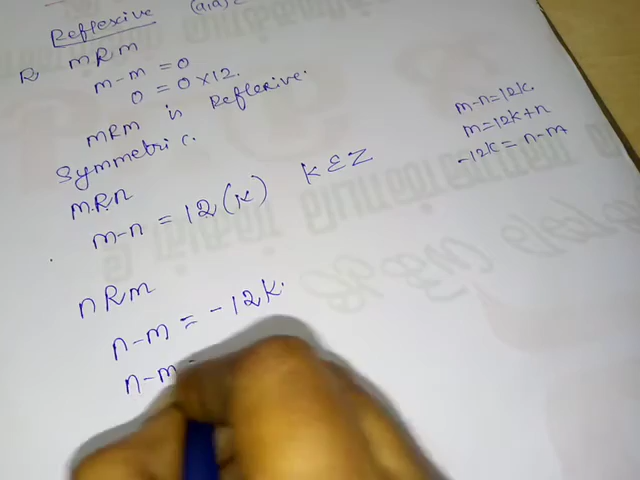 Reflexive (a,a) ∈
R mRm
m-m = 0
0 = 0×12.
mRm is Reflexive.
Symmetric.
mRn
m-n = 12(k) k∈Z
m-n=12k.
m=12k+n
-12k=n-m
nRm
n-m = -12k.
n-m =